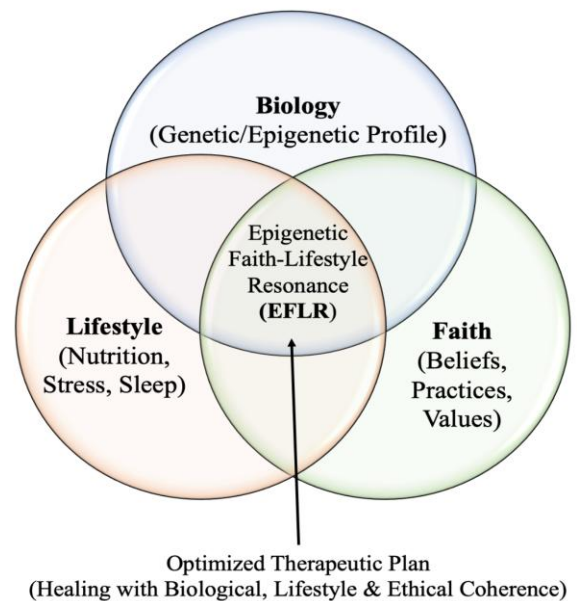 Biology
(Genetic/Epigenetic Profile)
Epigenetic
Faith-Lifestyle
Resonance
(EFLR)
Lifestyle
(Nutrition,
Stress, Sleep)
Faith
(Beliefs,
Practices,
Values)
Optimized Therapeutic Plan
(Healing with Biological, Lifestyle & Ethical Coherence)